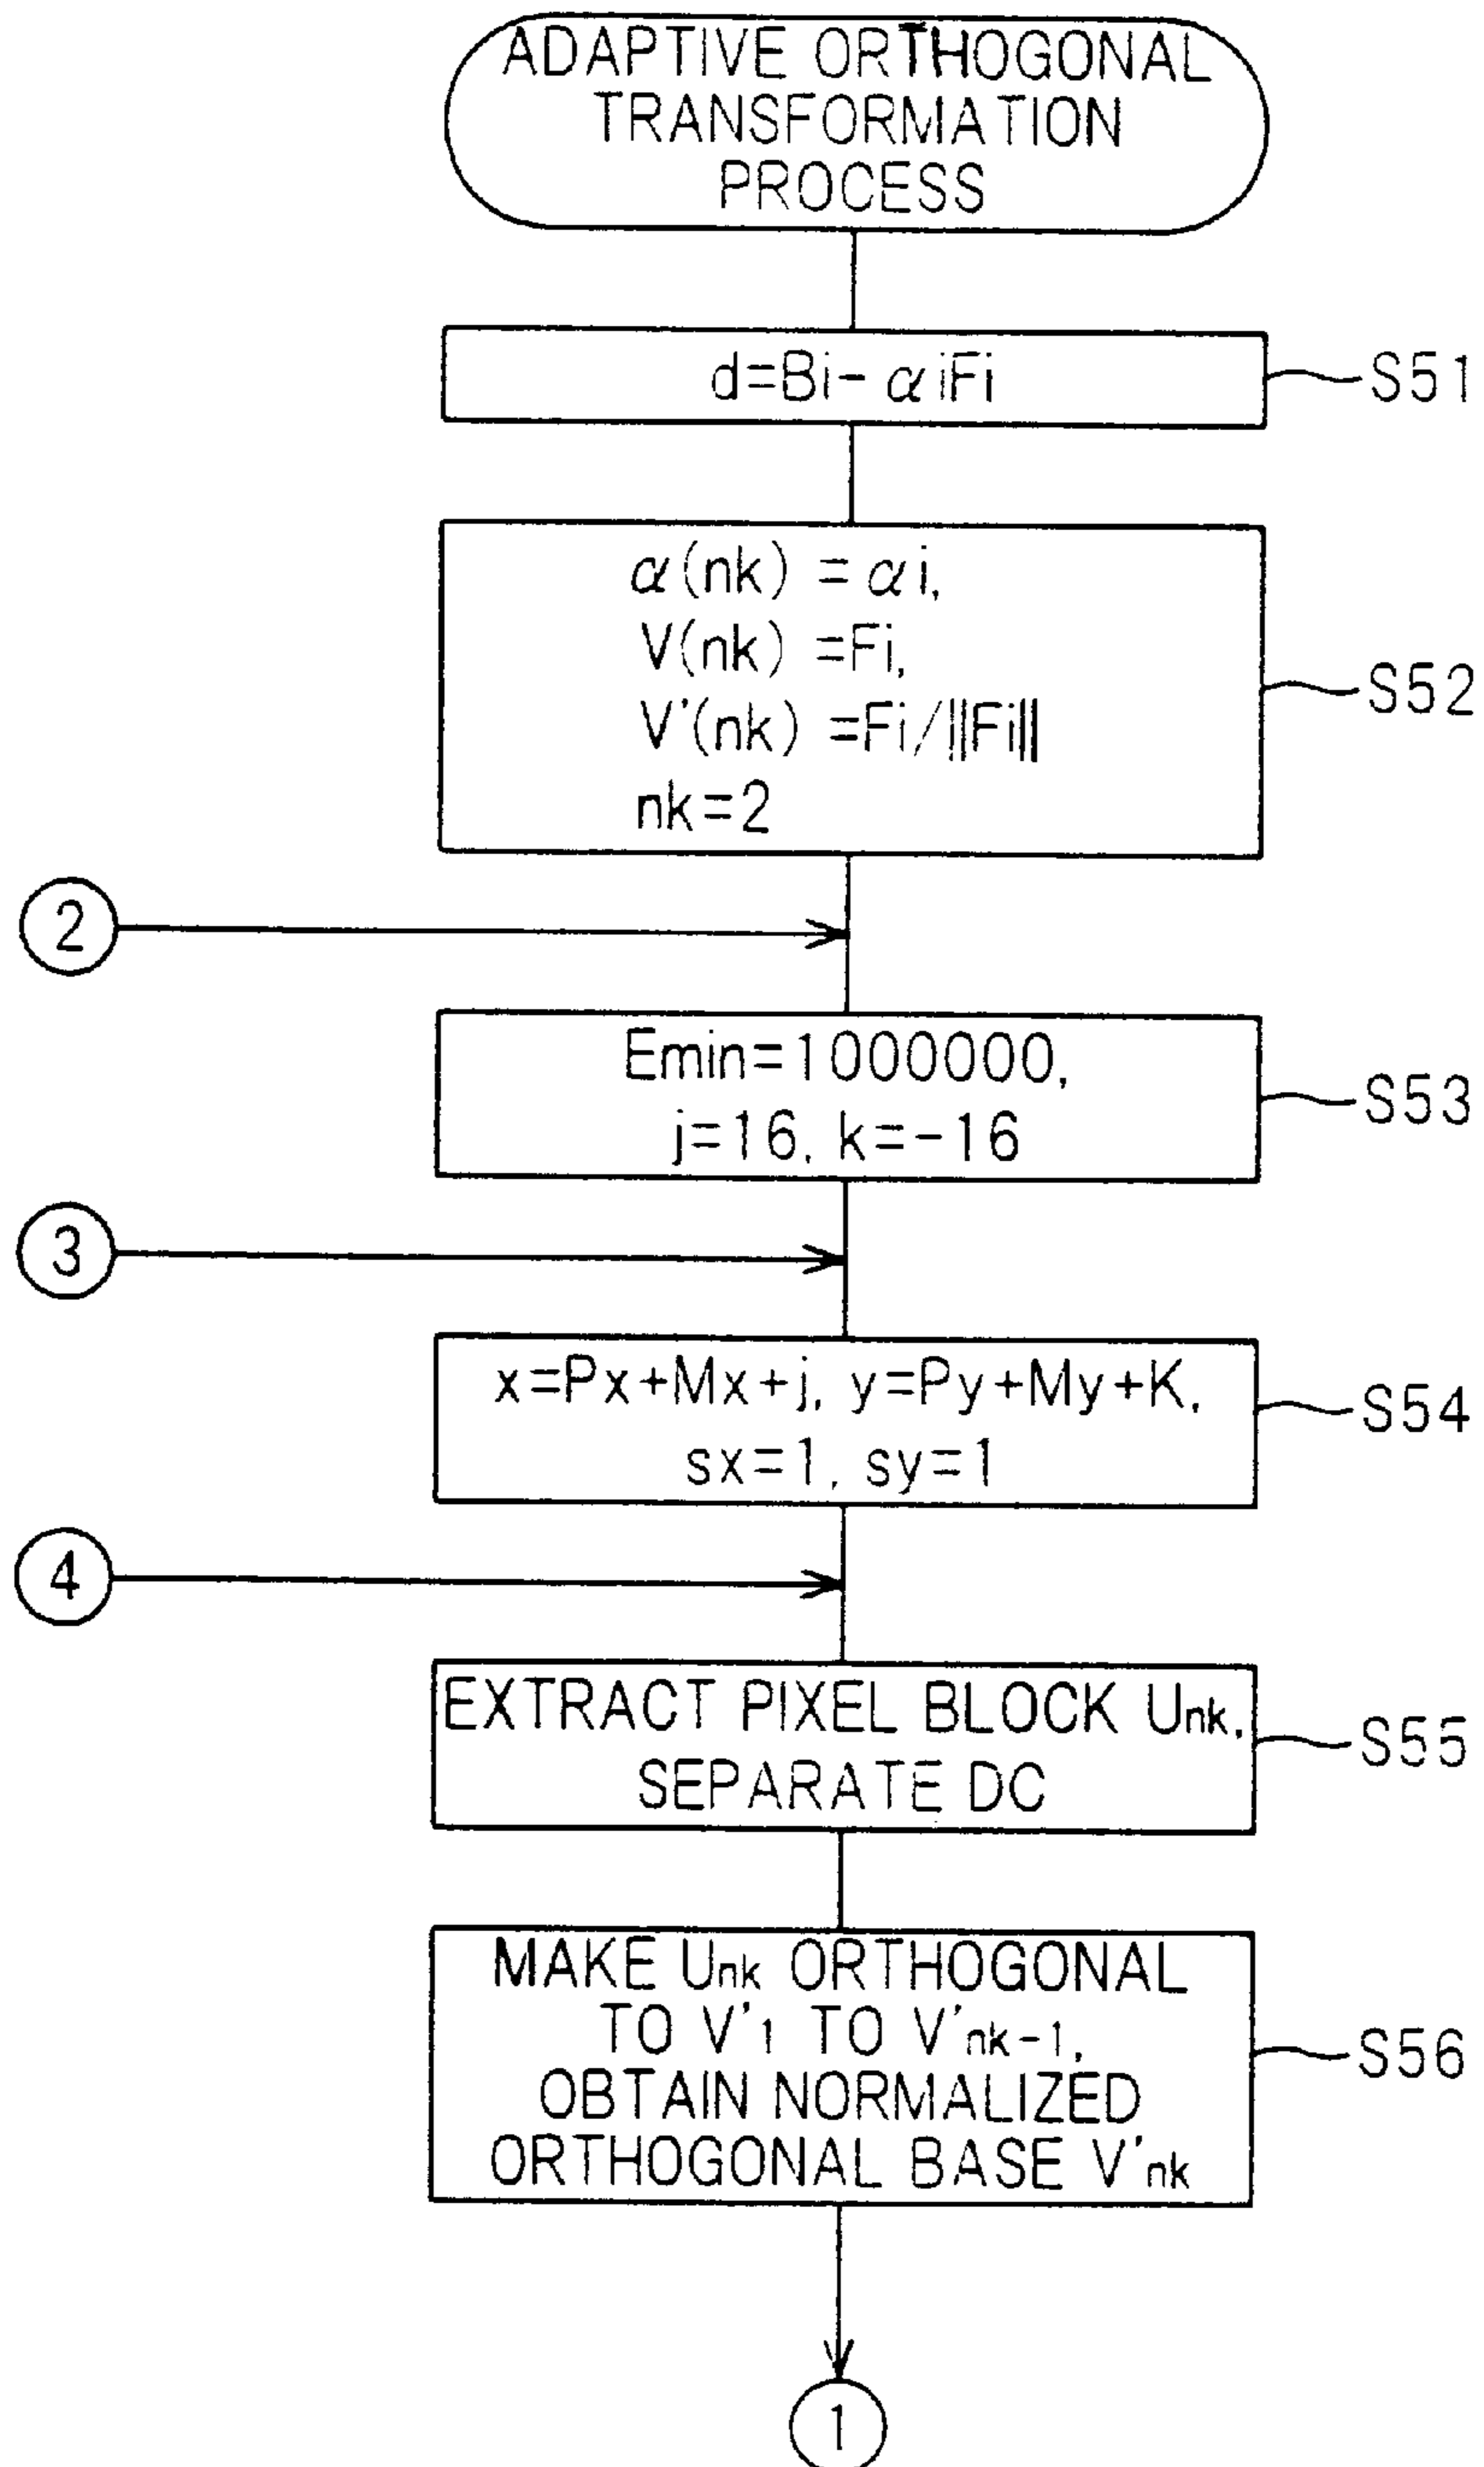 ADAPTIVE ORTHOGONAL
TRANSFORMATION
PROCESS
d=Bi- αiFi
S51
α(nk) = αi,
V(nk) =Fi,
V'(nk) =Fi/||Fi||
nk=2
S52
2
Emin=1000000,
j=16, k=-16
S53
3
x=Px+Mx+j, y=Py+My+K,
sx=1, sy=1
S54
4
EXTRACT PIXEL BLOCK Unk,
SEPARATE DC
S55
MAKE Unk ORTHOGONAL
TO V'1 TO V'nk-1,
OBTAIN NORMALIZED
ORTHOGONAL BASE V'nk
S56
1